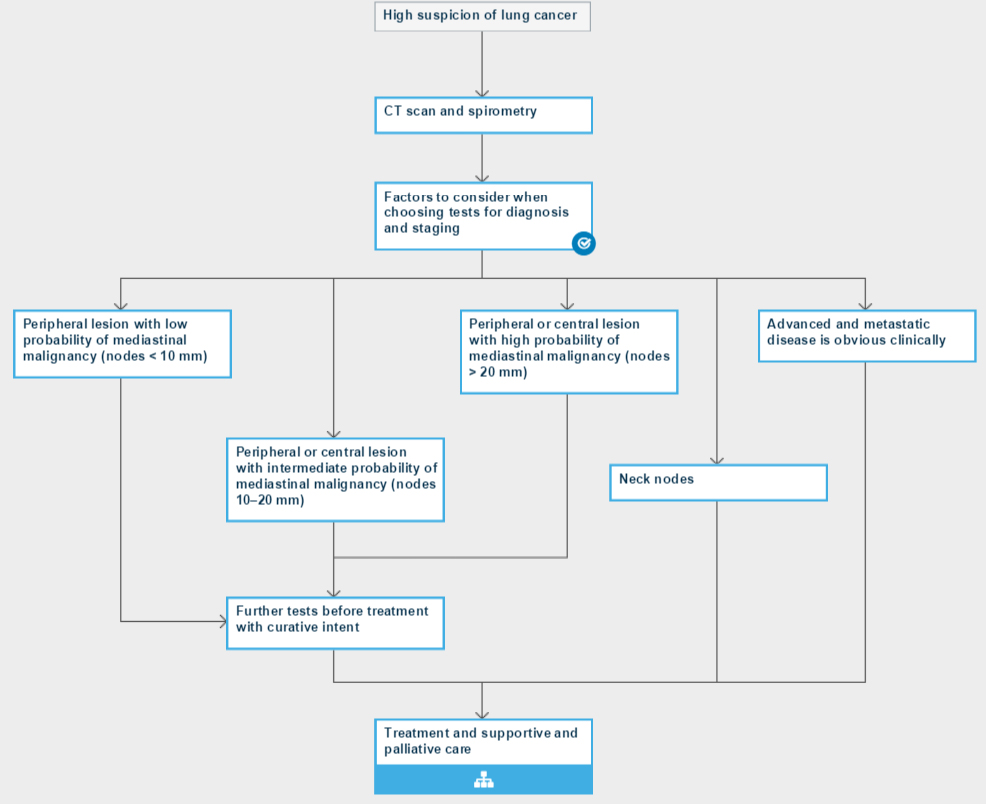 High suspicion of lung cancer
CT scan and spirometry
Factors to consider when
choosing tests for diagnosis
and staging
Peripheral lesion with low
probability of mediastinal
malignancy (nodes < 10 mm)
Peripheral or central lesion
with high probability of
mediastinal malignancy (nodes
> 20 mm)
Advanced and metastatic
disease is obvious clinically
Peripheral or central lesion
with intermediate probability of
mediastinal malignancy (nodes
10–20 mm)
Neck nodes
Further tests before treatment
with curative intent
Treatment and supportive and
palliative care